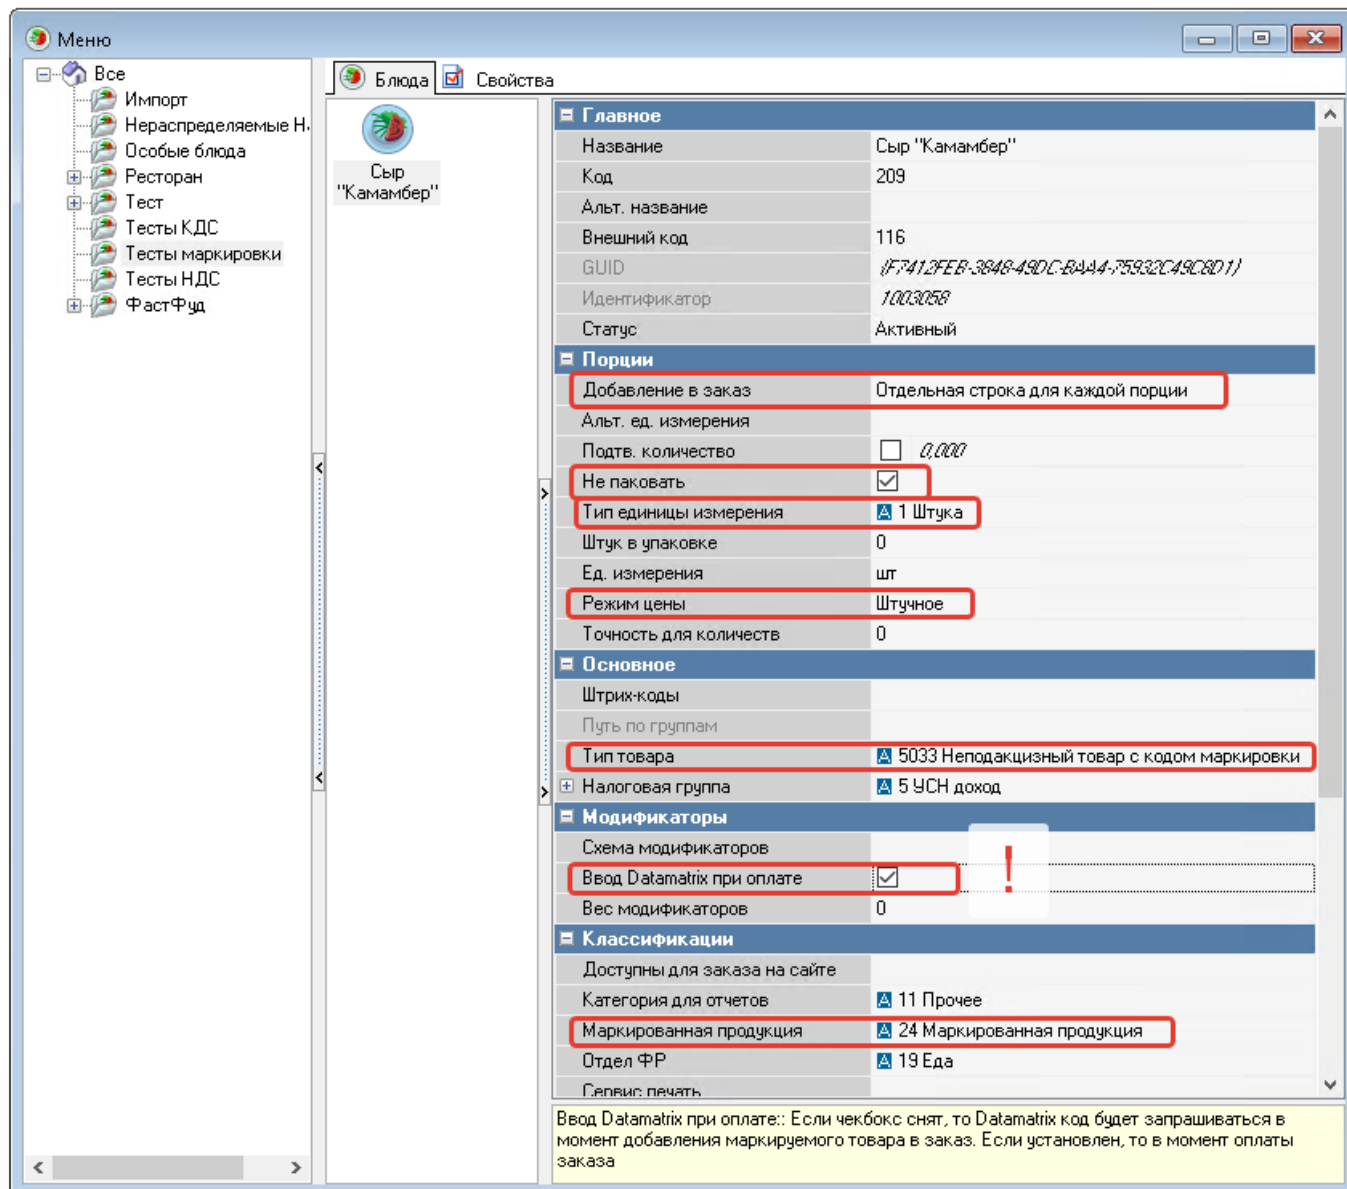 Меню
Все
Импорт
Нераспределяемые Н
Особые блюда
Ресторан
Тест
Тесты КДС
Тесты маркировки
Тесты НДС
ФастФуд
Блюда
Свойства
Сыр
"Камамбер"
Главное
Название Сыр "Камамбер"
Код 209
Альт. название
Внешний код 116
GUID {F7412FEB-3848-49DC-BAA4-75932C49C8D1}
Идентификатор 1003058
Статус Активный
Порции
Добавление в заказ Отдельная строка для каждой порции
Альт. ед. измерения
Подтв. количество 0,000
Не паковать
Тип единицы измерения A 1 Штука
Штук в упаковке 0
Ед. измерения шт
Режим цены Штучное
Точность для количеств 0
Основное
Штрих-коды
Путь по группам
Тип товара A 5033 Неподакцизный товар с кодом маркировки
Налоговая группа A 5 УСН доход
Модификаторы
Схема модификаторов
Ввод Datamatrix при оплате
!
Вес модификаторов 0
Классификации
Доступны для заказа на сайте
Категория для отчетов A 11 Прочее
Маркированная продукция A 24 Маркированная продукция
Отдел ФР A 19 Еда
Сервис печать
Ввод Datamatrix при оплате:: Если чекбокс снят, то Datamatrix код будет запрашиваться в
момент добавления маркируемого товара в заказ. Если установлен, то в момент оплаты
заказа